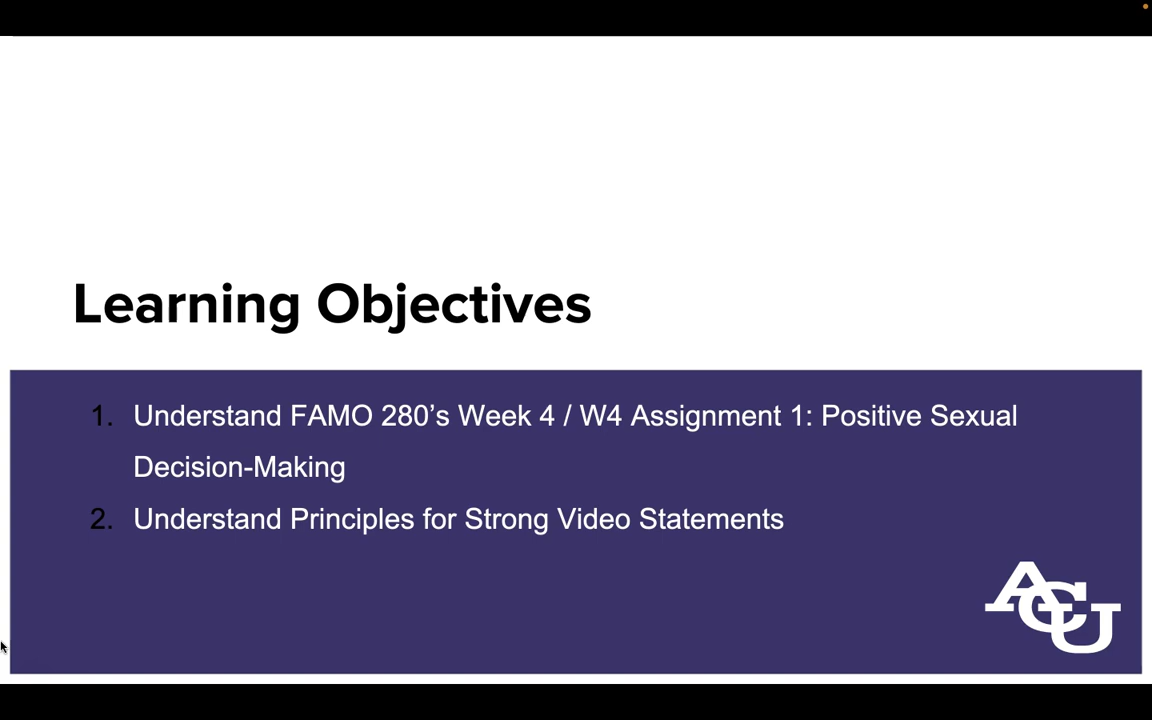 Learning Objectives
1. Understand FAMO 280’s Week 4 / W4 Assignment 1: Positive Sexual
Decision-Making
2. Understand Principles for Strong Video Statements
ACU